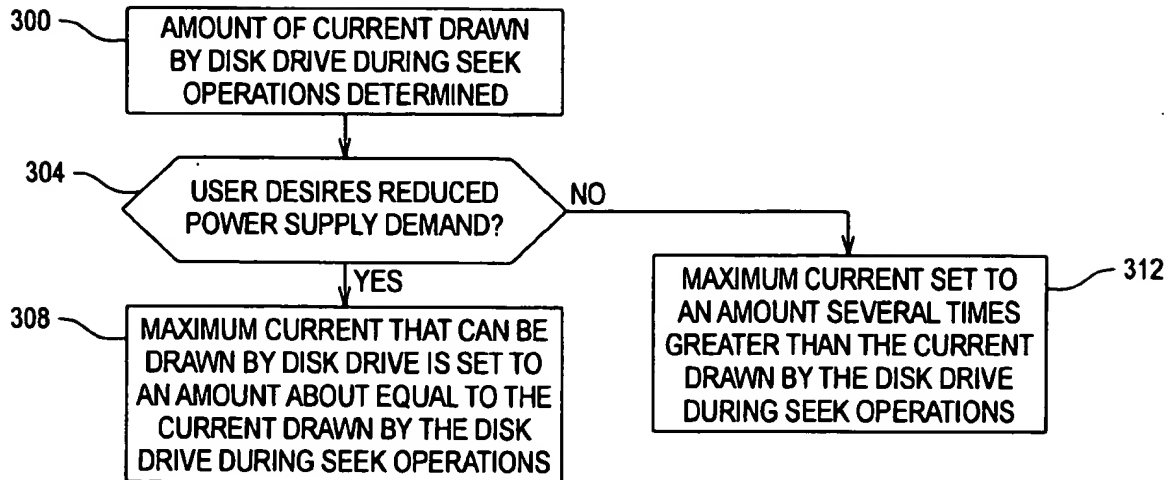 300
AMOUNT OF CURRENT DRAWN
BY DISK DRIVE DURING SEEK
OPERATIONS DETERMINED
304
USER DESIRES REDUCED
POWER SUPPLY DEMAND?
NO
YES
308
MAXIMUM CURRENT THAT CAN BE
DRAWN BY DISK DRIVE IS SET TO
AN AMOUNT ABOUT EQUAL TO THE
CURRENT DRAWN BY THE DISK
DRIVE DURING SEEK OPERATIONS
312
MAXIMUM CURRENT SET TO
AN AMOUNT SEVERAL TIMES
GREATER THAN THE CURRENT
DRAWN BY THE DISK DRIVE
DURING SEEK OPERATIONS